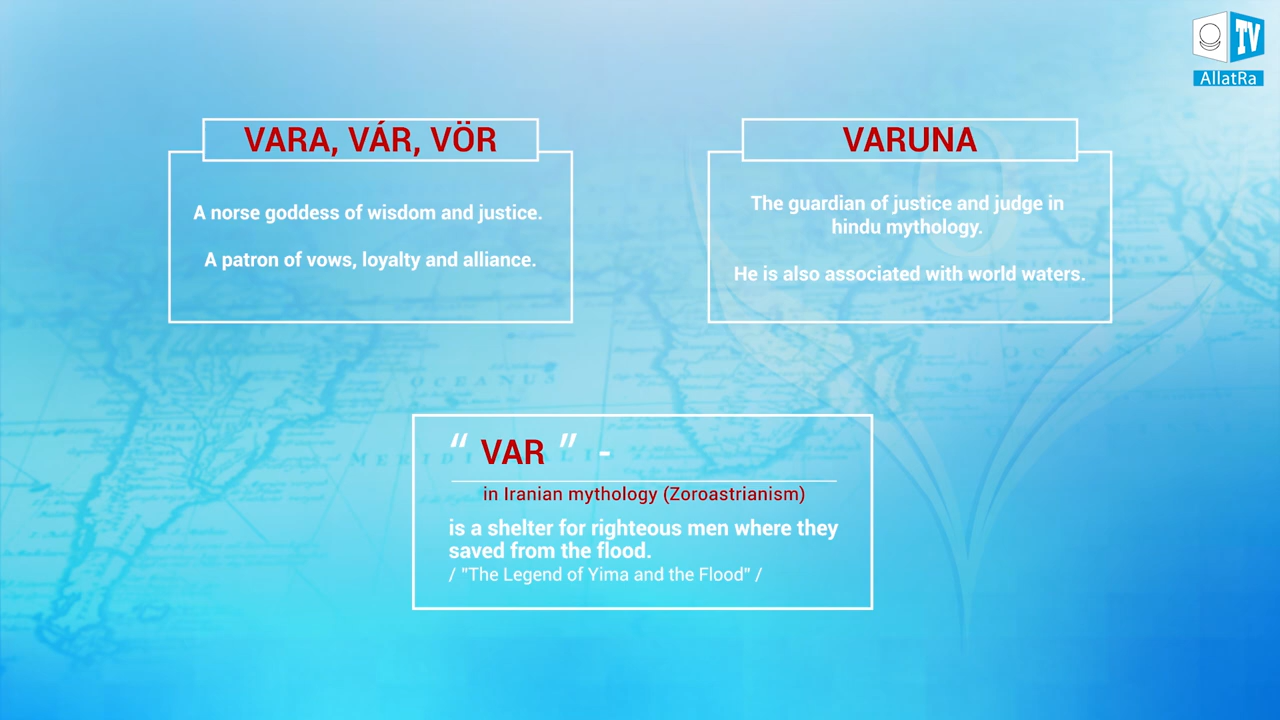 TV
AllatRa
VARA, VÁR, VÖR
A norse goddess of wisdom and justice.
A patron of vows, loyalty and alliance.
VARUNA
The guardian of justice and judge in
hindu mythology.
He is also associated with world waters.
OCEANUS
MERIDI
“ VAR ” -
in Iranian mythology (Zoroastrianism)
is a shelter for righteous men where they
saved from the flood.
/ "The Legend of Yima and the Flood" /